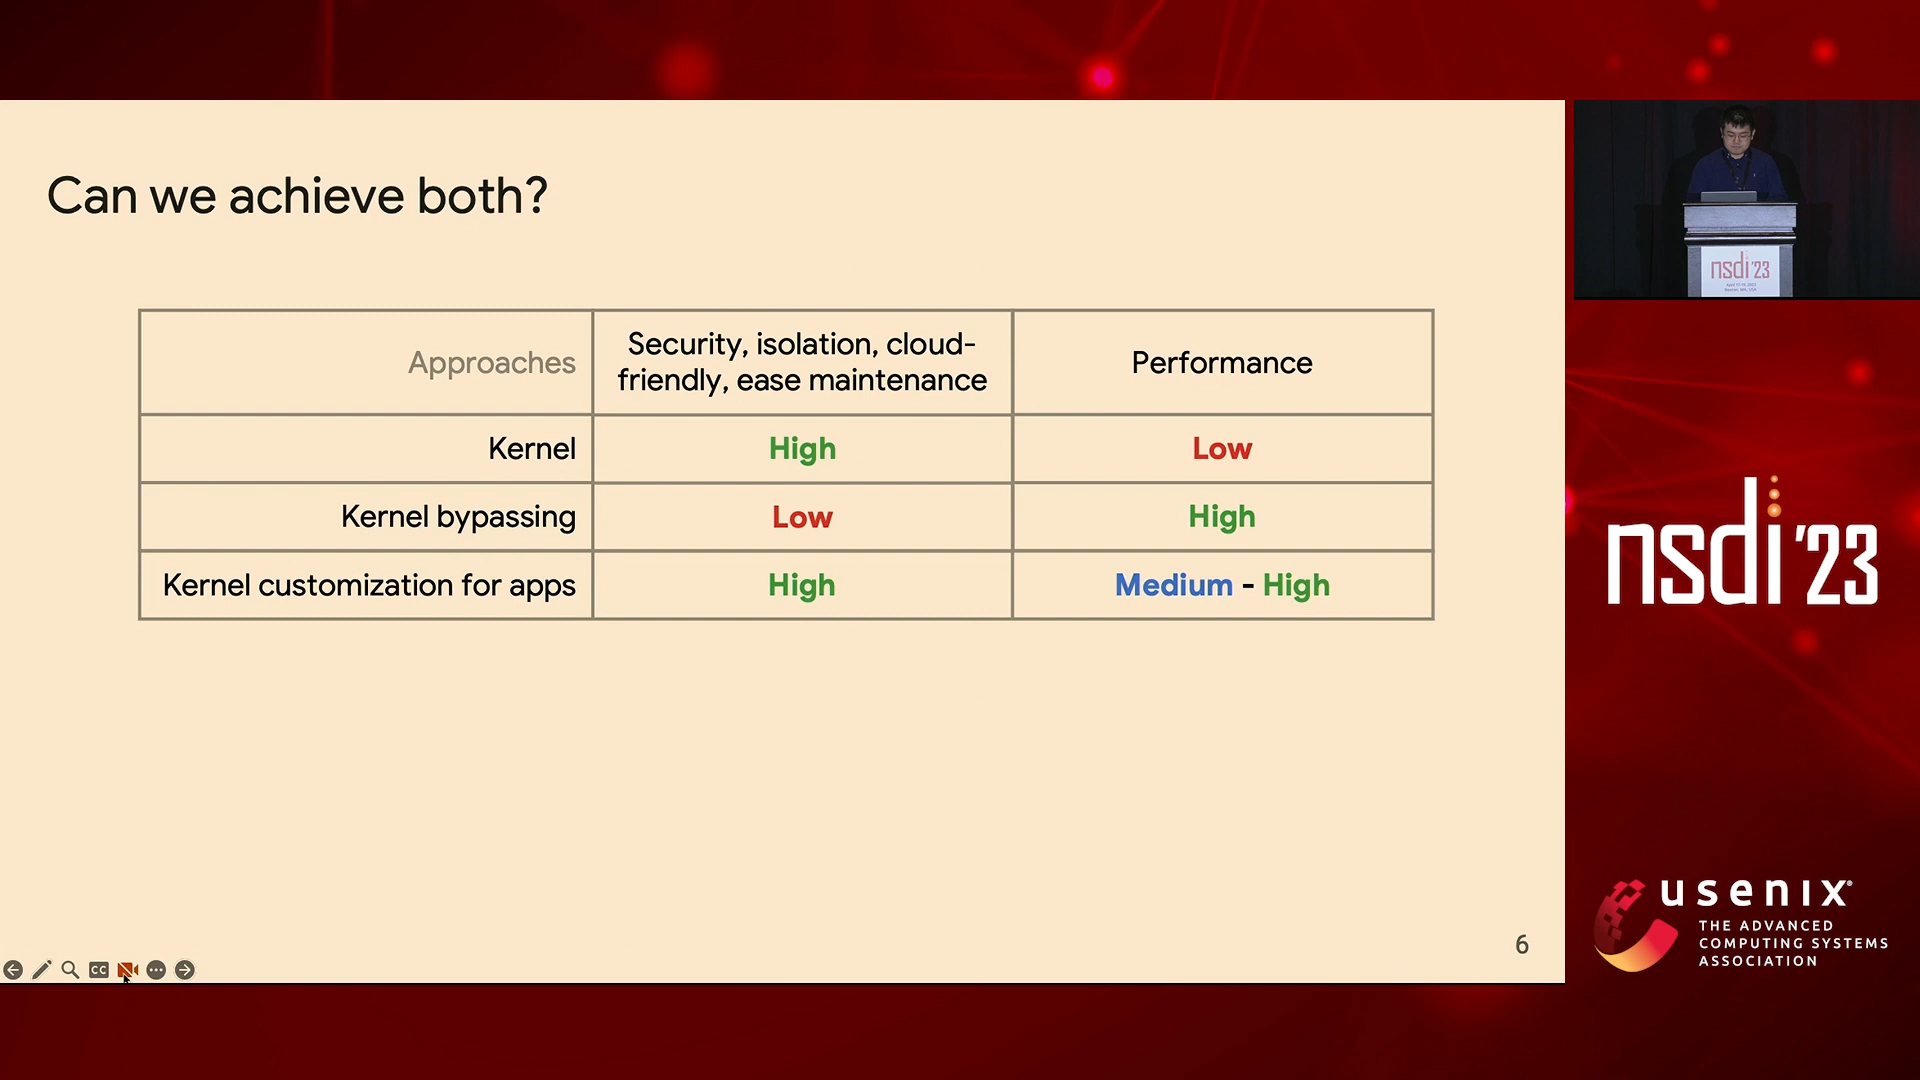 Can we achieve both?
Approaches
Security, isolation, cloud-
friendly, ease maintenance
Performance
Kernel
High
Low
Kernel bypassing
Low
High
Kernel customization for apps
High
Medium - High
6
CC
nsdi '23
nsdi '23
usenix®
THE ADVANCED
COMPUTING SYSTEMS
ASSOCIATION